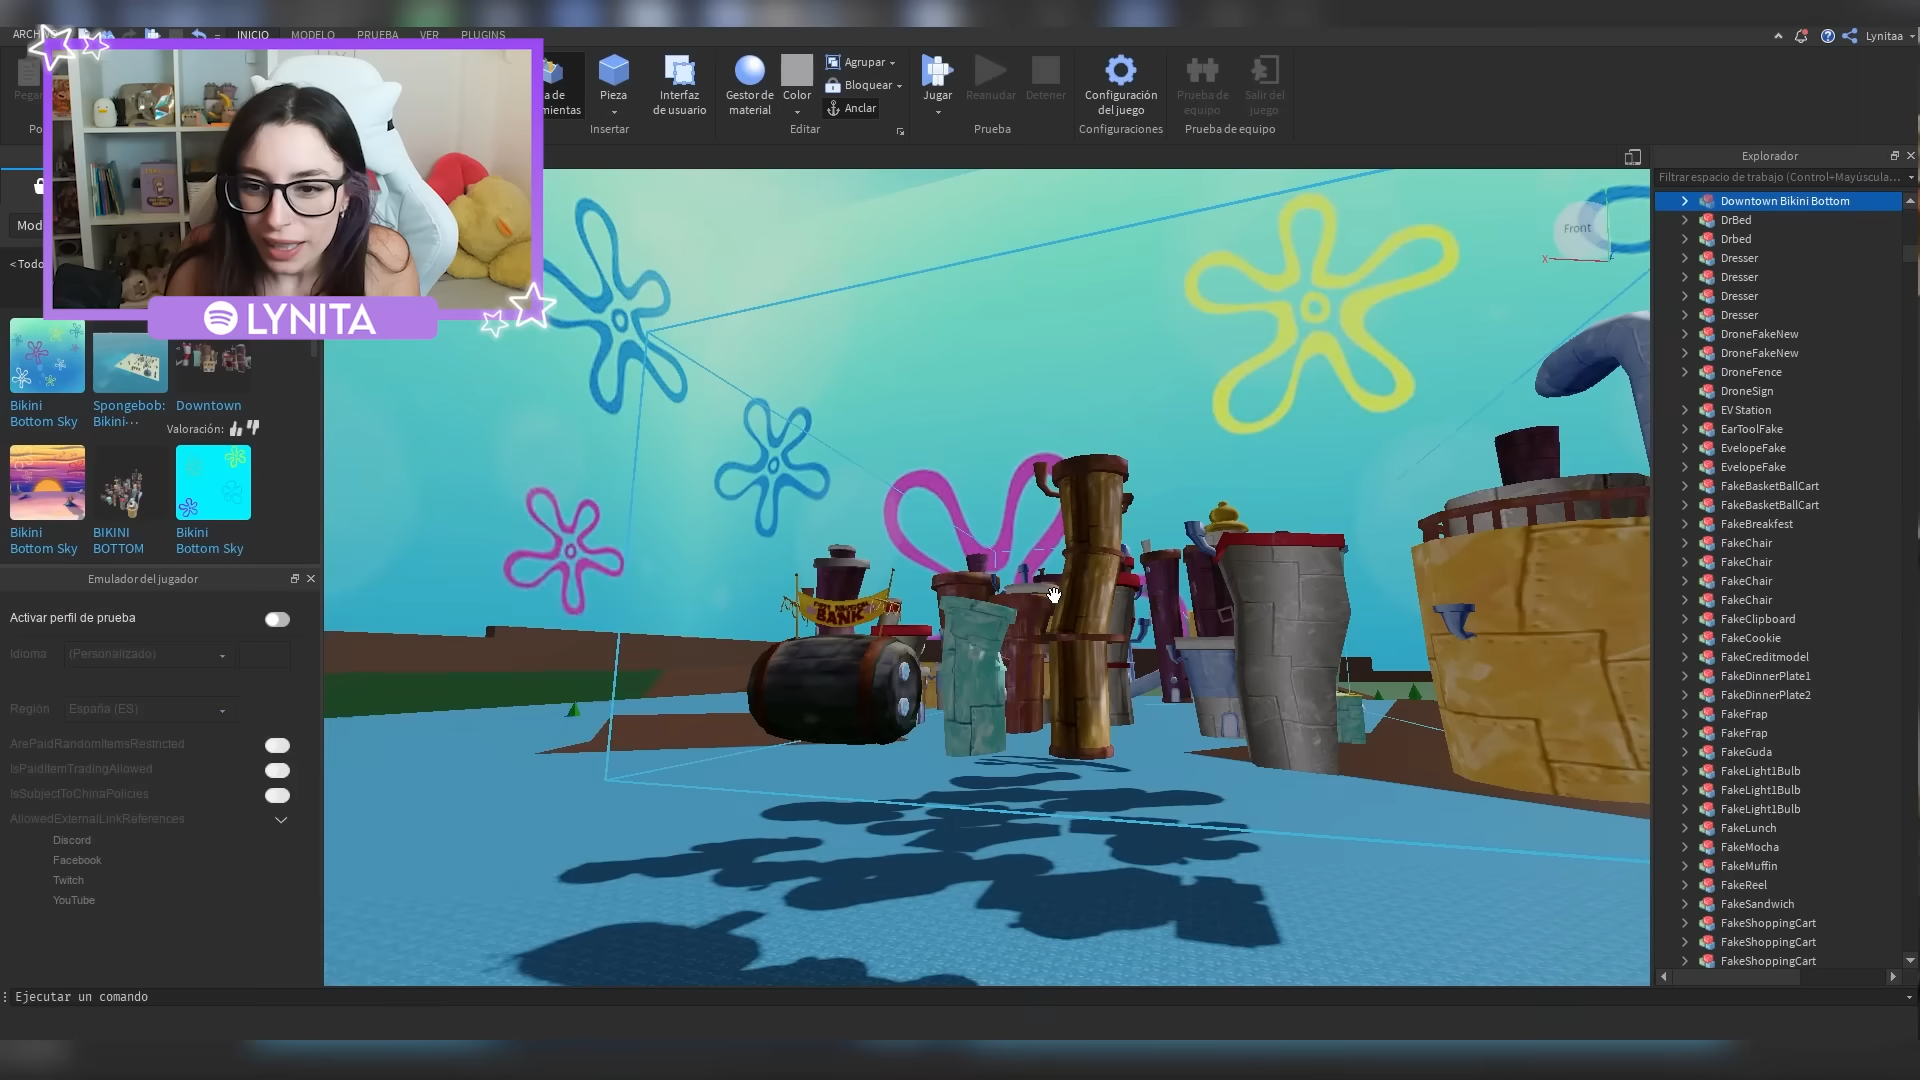 ARCHIVO
INICIO
MODELO
PRUEBA
VER
PLUGINS
Lynitaa
Pegar
Pieza
Interfaz
de usuario
Insertar
Gestor de
material
Color
Agrupar
Bloquear
Anclar
Editar
Jugar
Reanudar
Detener
Prueba
Configuración
del juego
Configuraciones
Prueba de
equipo
Salir del
juego
Prueba de equipo
LYNITA
Bikini
Bottom Sky
Spongebob:
Bikini···
Downtown
Valoración:
Bikini
Bottom Sky
BIKINI
BOTTOM
Bikini
Bottom Sky
Emulador del jugador
Activar perfil de prueba
Idioma
(Personalizado)
Región
España (ES)
ArePaidRandomItemsRestricted
IsPaidItemTradingAllowed
IsSubjectToChinaPolicies
AllowedExternalLinkReferences
Discord
Facebook
Twitch
YouTube
Ejecutar un comando
BANK
Front
X
Explorador
Filtrar espacio de trabajo (Control+Mayúscula...
Downtown Bikini Bottom
DrBed
Drbed
Dresser
Dresser
Dresser
Dresser
DroneFakeNew
DroneFakeNew
DroneFence
DroneSign
EV Station
EarToolFake
EvelopeFake
EvelopeFake
FakeBasketBallCart
FakeBasketBallCart
FakeBreakfest
FakeChair
FakeChair
FakeChair
FakeChair
FakeClipboard
FakeCookie
FakeCreditmodel
FakeDinnerPlate1
FakeDinnerPlate2
FakeFrap
FakeFrap
FakeGuda
FakeLight1Bulb
FakeLight1Bulb
FakeLight1Bulb
FakeLunch
FakeMocha
FakeMuffin
FakeReel
FakeSandwich
FakeShoppingCart
FakeShoppingCart
FakeShoppingCart